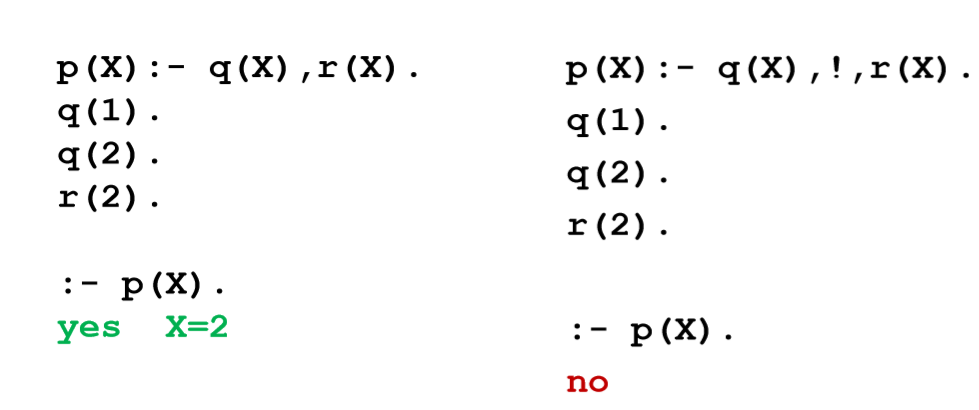 p(X):- q(X),r(X).
q(1).
q(2).
r(2).
:- p(X).
yes  X=2
p(X):- q(X),!,r(X).
q(1).
q(2).
r(2).
:- p(X).
no